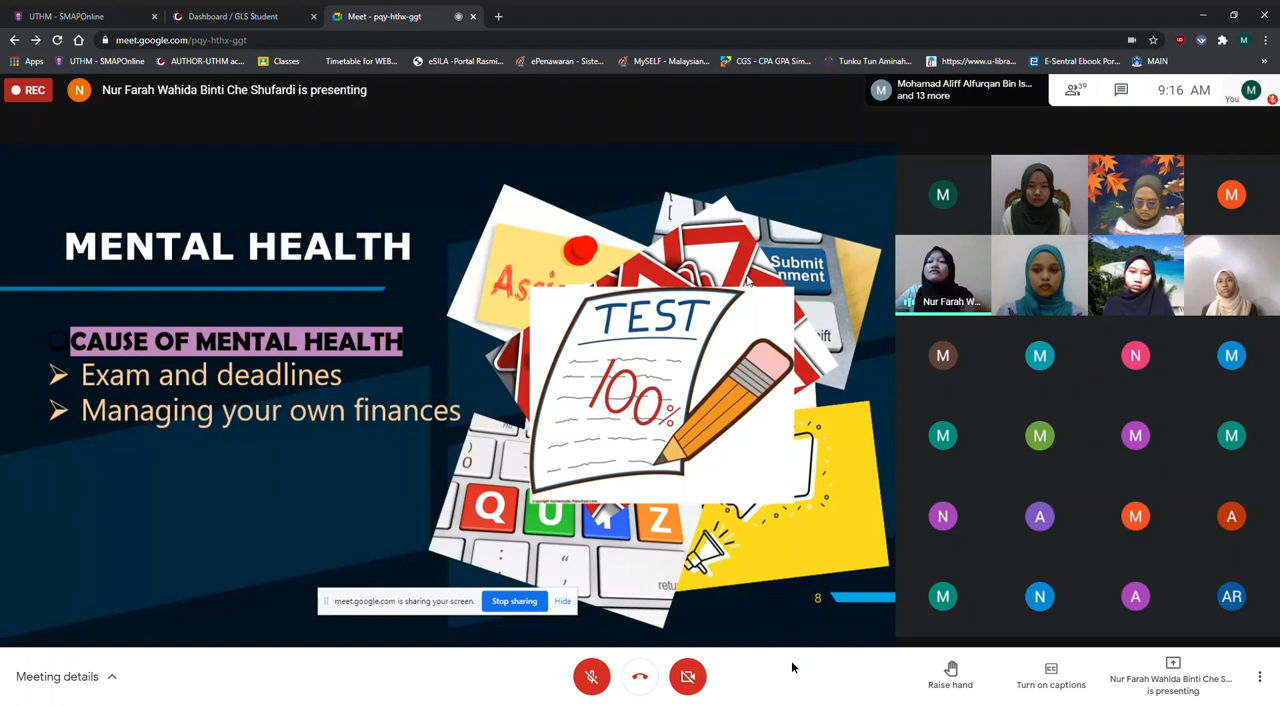 UTHM - SMAPOnline
Dashboard / GLS Student
Meet - pqy-hthx-ggt
meet.google.com/pqy-hthx-ggt
M
Apps
UTHM - SMAPOnline
AUTHOR-UTHM ac...
Classes
Timetable for WEB...
eSILA -Portal Rasmi...
ePenawaran - Siste...
MySELF - Malaysian...
CGS - CPA GPA Sim...
Tunku Tun Aminah...
https://www.u-libra...
E-Sentral Ebook Por...
MAIN
REC
N
Nur Farah Wahida Binti Che Shufardi is presenting
M
Mohamad Aliff Alfurqan Bin Is...
and 13 more
39
9:16 AM
You
M
MENTAL HEALTH
CAUSE OF MENTAL HEALTH
Exam and deadlines
Managing your own finances
Assi
Submit
nment
shift
TEST
100%
QUIZ
retu
8
meet.google.com is sharing your screen.
Stop sharing
Hide
M
M
Nur Farah W...
M M N M
M M M M
N A M A
M N A AR
Meeting details
Raise hand
Turn on captions
Nur Farah Wahida Binti Che S...
is presenting